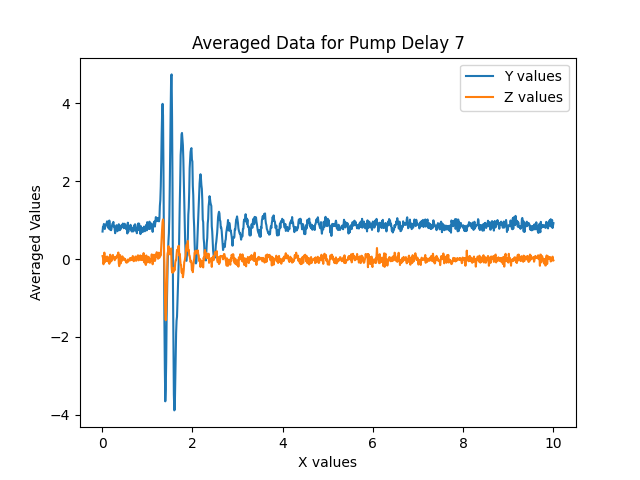 Averaged Data for Pump Delay 7
Y values
Z values
Averaged Values
4
2
0
−2
−4
0
2
4
6
8
10
X values